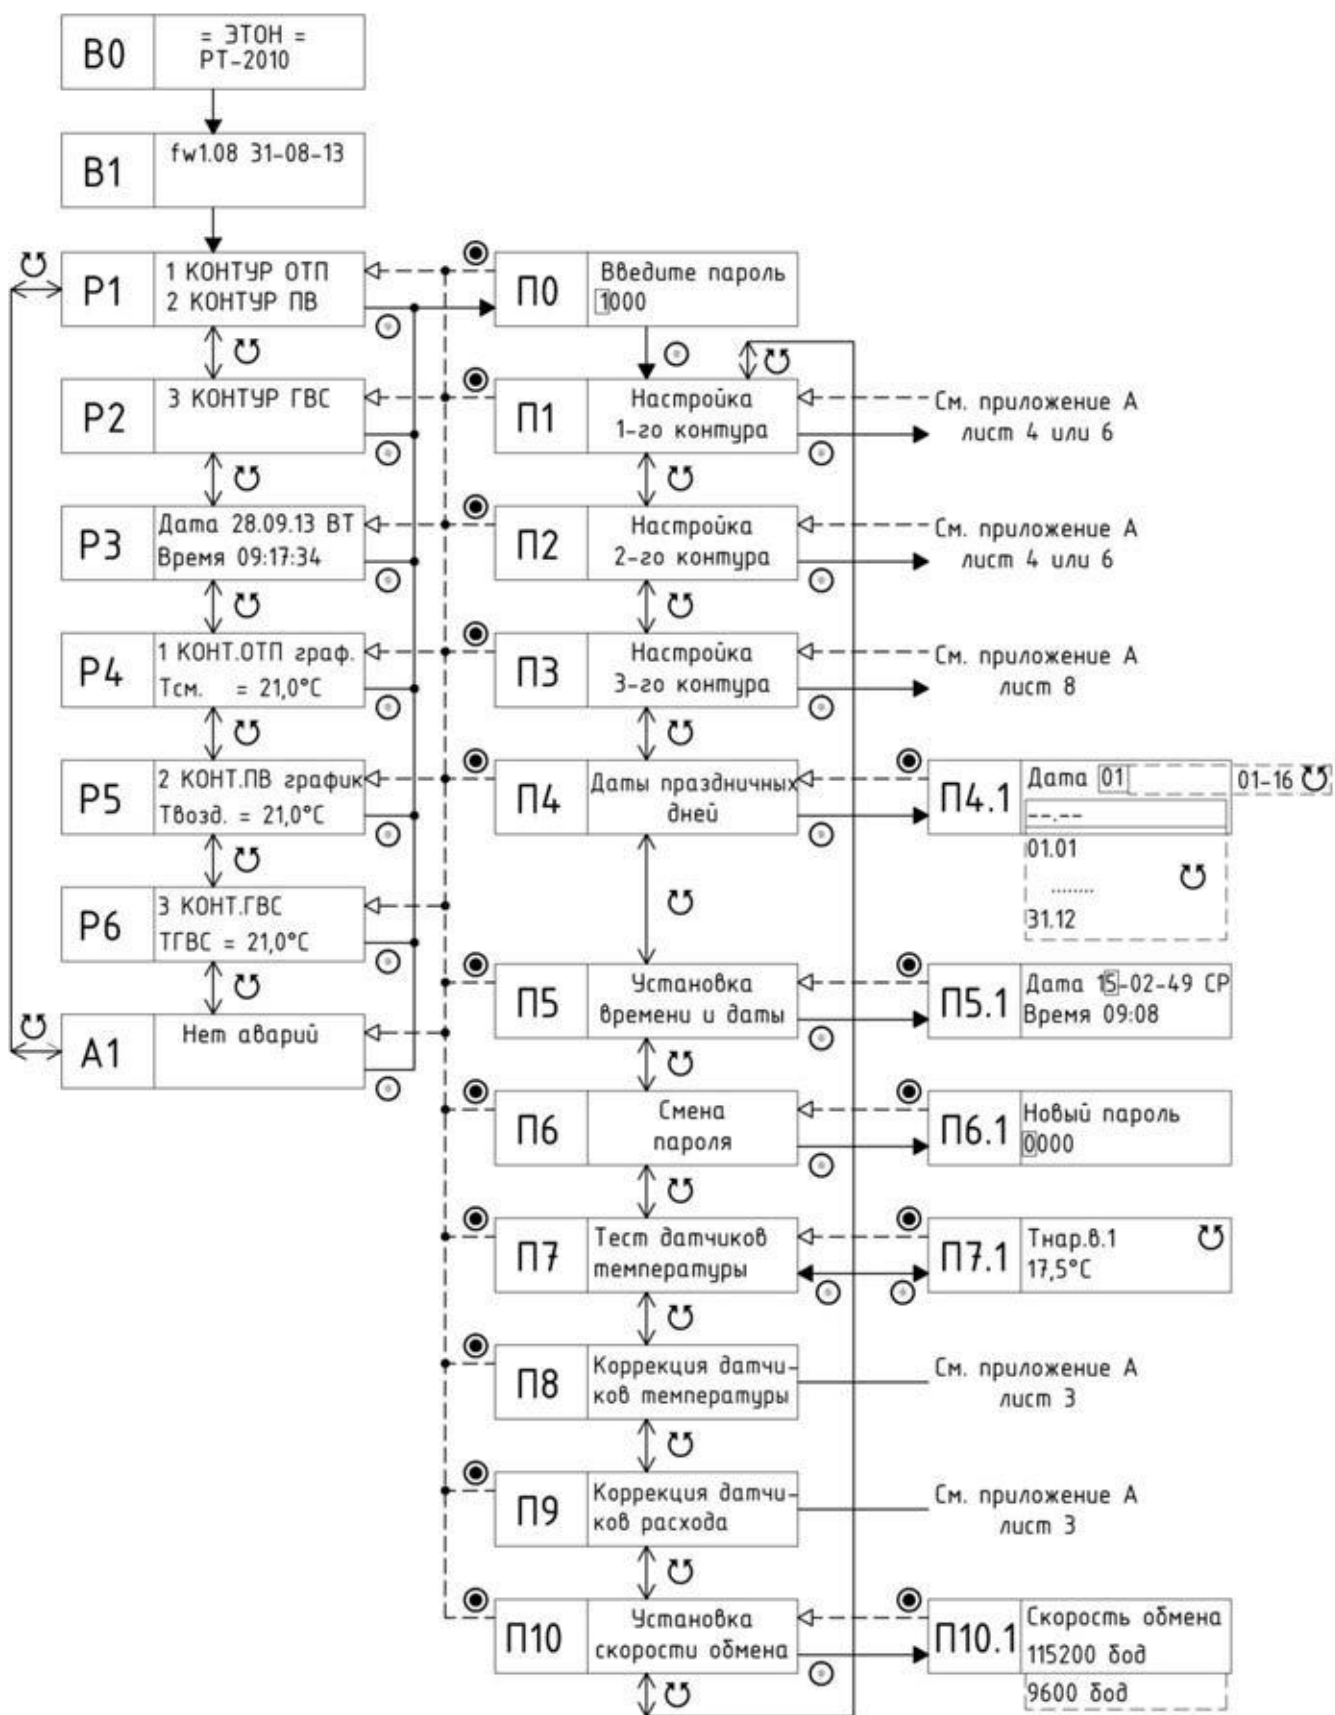 В0
= ЭТОН =
РТ-2010
В1
fw1.08 31-08-13
Р1
1 КОНТУР ОТП
2 КОНТУР ПВ
П0
Введите пароль
1000
Р2
3 КОНТУР ГВС
П1
Настройка
1-го контура
См. приложение А
лист 4 или 6
Р3
Дата 28.09.13 ВТ
Время 09:17:34
П2
Настройка
2-го контура
См. приложение А
лист 4 или 6
Р4
1 КОНТ.ОТП граф.
Тсм. = 21,0°С
П3
Настройка
3-го контура
См. приложение А
лист 8
Р5
2 КОНТ.ПВ график
Твозд. = 21,0°С
П4
Даты праздничных
дней
П4.1
Дата 01
01-16
--.--
01.01
........
31.12
Р6
3 КОНТ.ГВС
ТГВС = 21,0°С
П5
Установка
времени и даты
П5.1
Дата 15-02-49 СР
Время 09:08
А1
Нет аварий
П6
Смена
пароля
П6.1
Новый пароль
0000
П7
Тест датчиков
температуры
П7.1
Тнар.в.1
17,5°С
П8
Коррекция датчи-
ков температуры
См. приложение А
лист 3
П9
Коррекция датчи-
ков расхода
См. приложение А
лист 3
П10
Установка
скорости обмена
П10.1
Скорость обмена
115200 бод
9600 бод